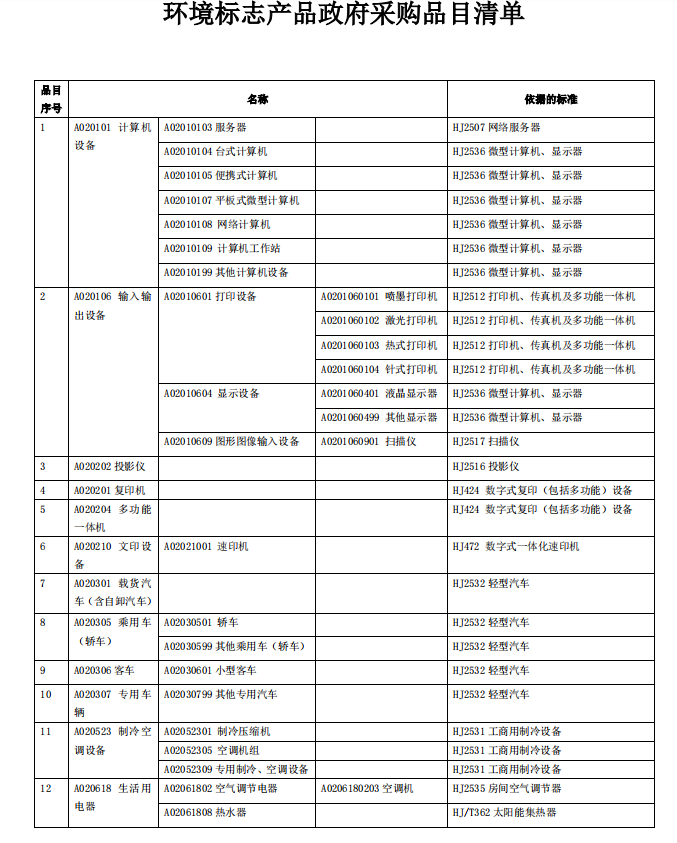 环境标志产品政府采购品目清单
品目序号 名称 依据的标准
1 A020101 计算机设备 A02010103 服务器 HJ2507 网络服务器
A02010104 台式计算机 HJ2536 微型计算机、显示器
A02010105 便携式计算机 HJ2536 微型计算机、显示器
A02010107 平板式微型计算机 HJ2536 微型计算机、显示器
A02010108 网络计算机 HJ2536 微型计算机、显示器
A02010109 计算机工作站 HJ2536 微型计算机、显示器
A02010199 其他计算机设备 HJ2536 微型计算机、显示器
2 A020106 输入输出设备 A02010601 打印设备 A0201060101 喷墨打印机 HJ2512 打印机、传真机及多功能一体机
A0201060102 激光打印机 HJ2512 打印机、传真机及多功能一体机
A0201060103 热式打印机 HJ2512 打印机、传真机及多功能一体机
A0201060104 针式打印机 HJ2512 打印机、传真机及多功能一体机
A02010604 显示设备 A0201060401 液晶显示器 HJ2536 微型计算机、显示器
A0201060499 其他显示器 HJ2536 微型计算机、显示器
A02010609 图形图像输入设备 A0201060901 扫描仪 HJ2517 扫描仪
3 A020202 投影仪 HJ2516 投影仪
4 A020201 复印机 HJ424 数字式复印（包括多功能）设备
5 A020204 多功能一体机 HJ424 数字式复印（包括多功能）设备
6 A020210 文印设备 A02021001 速印机 HJ472 数字式一体化速印机
7 A020301 载货汽车（含自卸汽车） HJ2532 轻型汽车
8 A020305 乘用车（轿车） A02030501 轿车 HJ2532 轻型汽车
A02030599 其他乘用车（轿车） HJ2532 轻型汽车
9 A020306 客车 A02030601 小型客车 HJ2532 轻型汽车
10 A020307 专用车辆 A02030799 其他专用汽车 HJ2532 轻型汽车
11 A020523 制冷空调设备 A02052301 制冷压缩机 HJ2531 工商用制冷设备
A02052305 空调机组 HJ2531 工商用制冷设备
A02052309 专用制冷、空调设备 HJ2531 工商用制冷设备
12 A020618 生活用电器 A02061802 空气调节电器 A0206180203 空调机 HJ2535 房间空气调节器
A02061808 热水器 HJ/T362 太阳能集热器